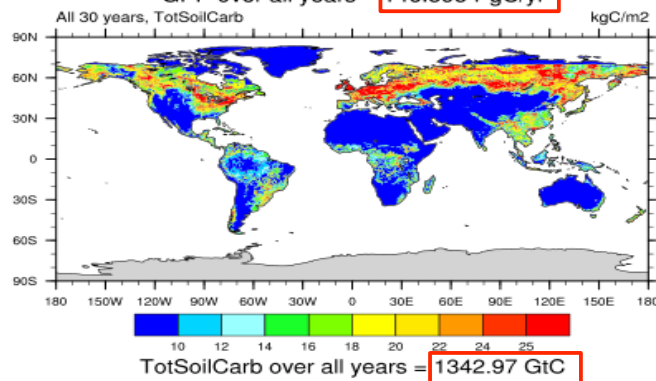 GPP over all years =
All 30 years, TotSoilCarb kgC/m2
90N
60N
30N
0
30S
60S
90S
180 150W 120W 90W 60W 30W 0 30E 60E 90E 120E 150E 180
10 12 14 16 18 20 22 24 25
TotSoilCarb over all years = 1342.97 GtC